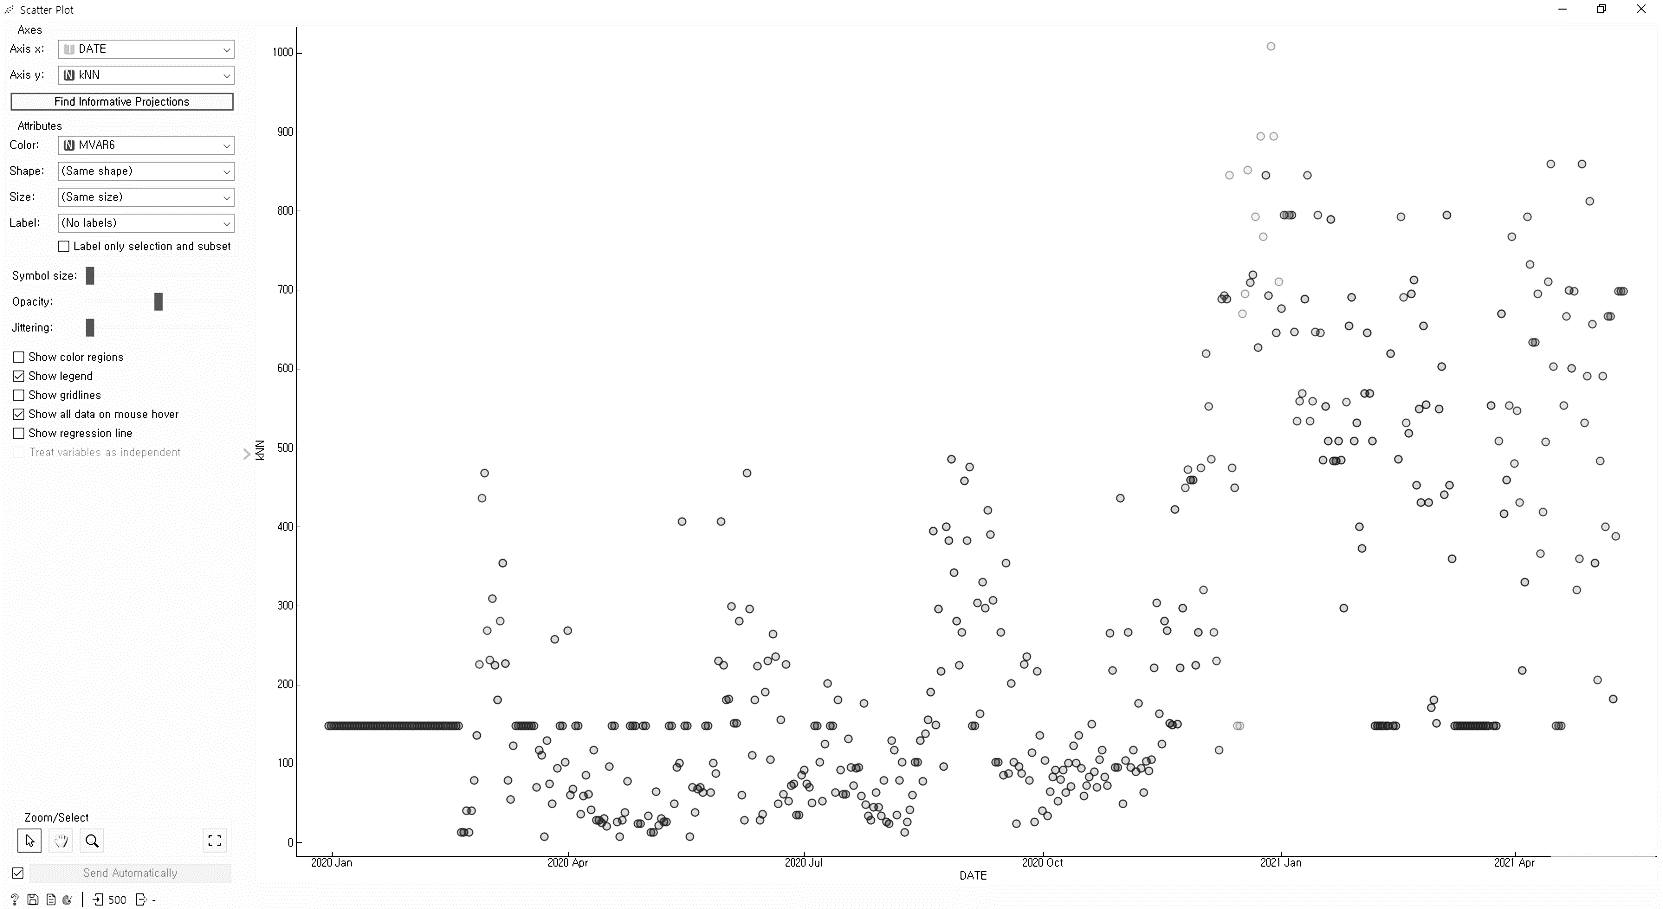 Scatter Plot
Axes
Axis x: DATE
Axis y: N kNN
Find Informative Projections
Attributes
Color: N MVAR6
Shape: (Same shape)
Size: (Same size)
Label: (No labels)
Label only selection and subset
Symbol size:
Opacity:
Jittering:
Show color regions
Show legend
Show gridlines
Show all data on mouse hover
Show regression line
Treat variables as independent
Zoom/Select
Send Automatically
? 500 -
kNN
1000
900
800
700
600
500
400
300
200
100
0
2020 Jan 2020 Apr 2020 Jul 2020 Oct 2021 Jan 2021 Apr
DATE